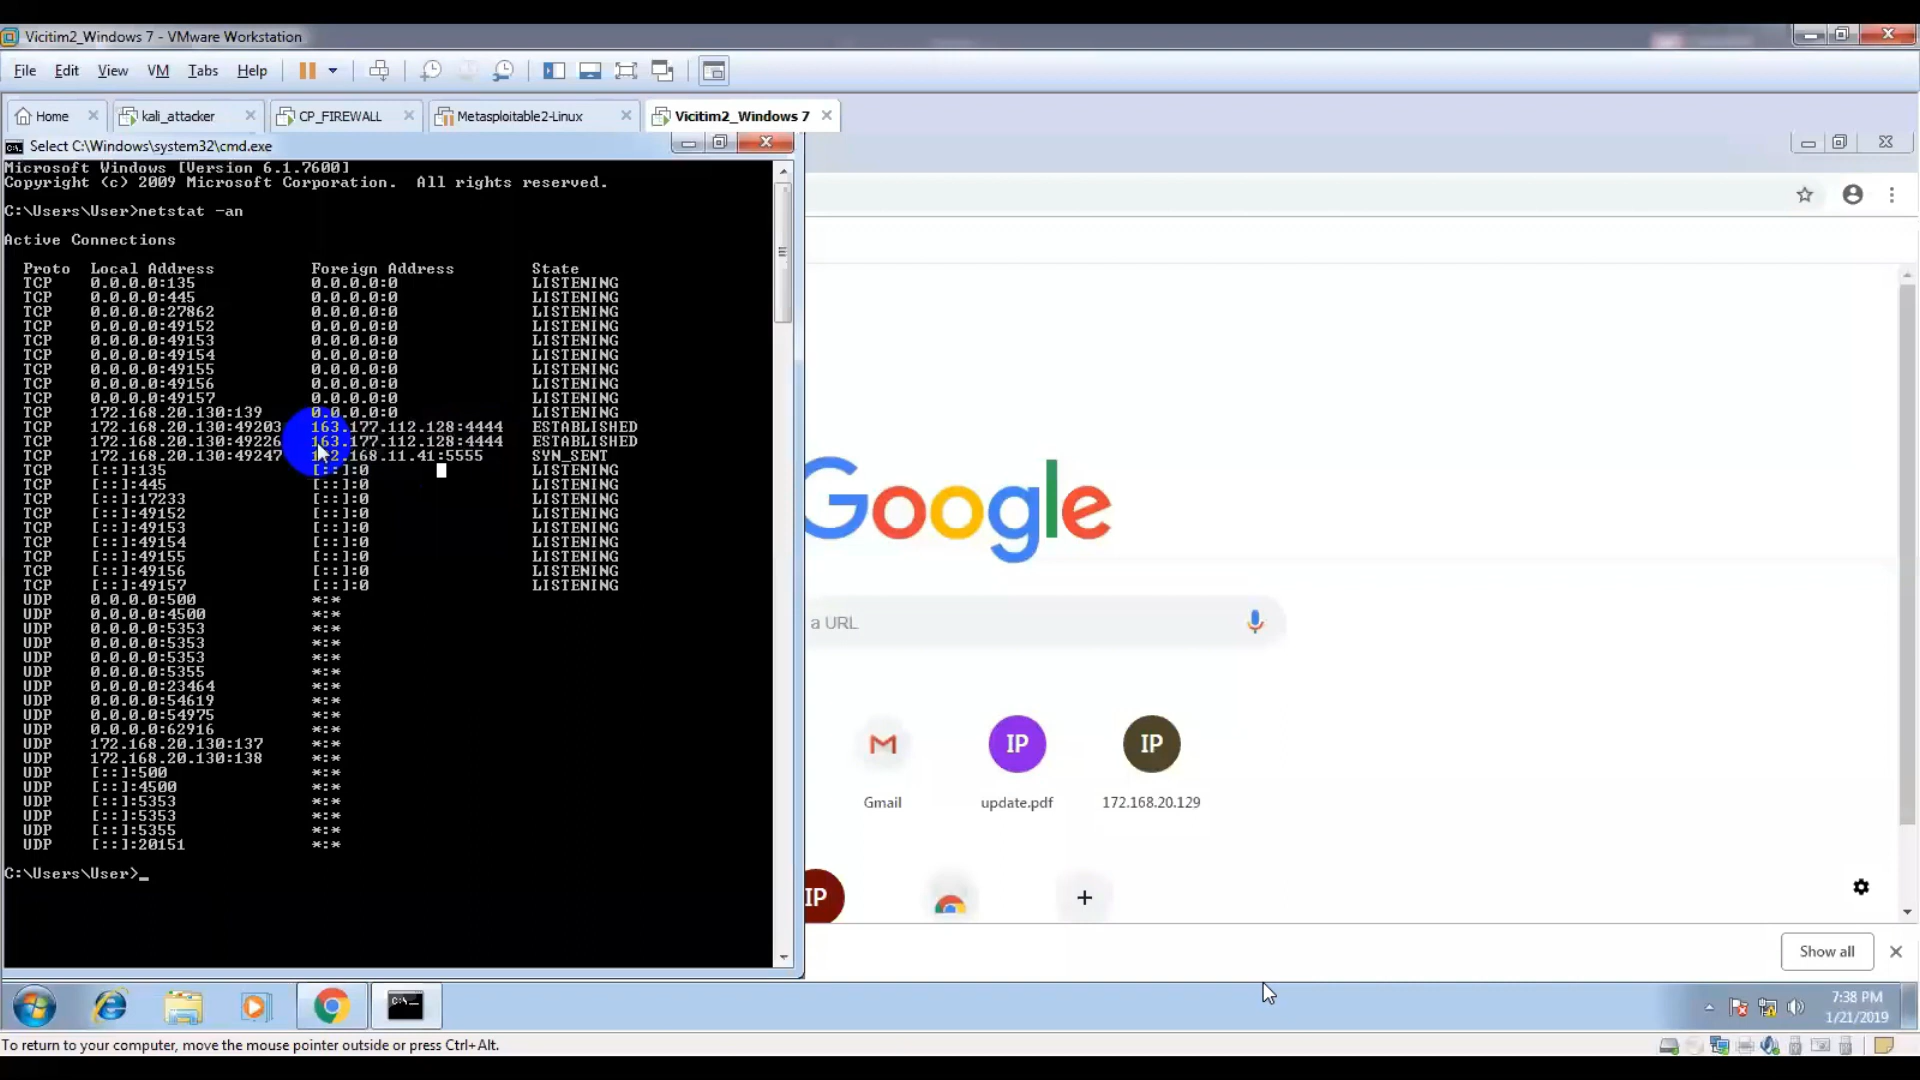 Vicitim2_Windows 7 - VMware Workstation
File Edit View VM Tabs Help
Home kali_attacker CP_FIREWALL Metasploitable2-Linux Vicitim2_Windows 7
Select C:\Windows\system32\cmd.exe
Microsoft Windows [Version 6.1.7600]
Copyright (c) 2009 Microsoft Corporation.  All rights reserved.
C:\Users\User>netstat -an
Active Connections
Proto Local Address Foreign Address State
TCP 0.0.0.0:135 0.0.0.0:0 LISTENING
TCP 0.0.0.0:445 0.0.0.0:0 LISTENING
TCP 0.0.0.0:27862 0.0.0.0:0 LISTENING
TCP 0.0.0.0:49152 0.0.0.0:0 LISTENING
TCP 0.0.0.0:49153 0.0.0.0:0 LISTENING
TCP 0.0.0.0:49154 0.0.0.0:0 LISTENING
TCP 0.0.0.0:49155 0.0.0.0:0 LISTENING
TCP 0.0.0.0:49156 0.0.0.0:0 LISTENING
TCP 0.0.0.0:49157 0.0.0.0:0 LISTENING
TCP 172.168.20.130:139 0.0.0.0:0 LISTENING
TCP 172.168.20.130:49203 163.177.112.128:4444 ESTABLISHED
TCP 172.168.20.130:49226 163.177.112.128:4444 ESTABLISHED
TCP 172.168.20.130:49247 SYN_SENT
TCP [::]:135 [::]:0 LISTENING
TCP [::]:445 [::]:0 LISTENING
TCP [::]:17233 [::]:0 LISTENING
TCP [::]:49152 [::]:0 LISTENING
TCP [::]:49153 [::]:0 LISTENING
TCP [::]:49154 [::]:0 LISTENING
TCP [::]:49155 [::]:0 LISTENING
TCP [::]:49156 [::]:0 LISTENING
TCP [::]:49157 [::]:0 LISTENING
UDP 0.0.0.0:500 *:*
UDP 0.0.0.0:4500 *:*
UDP 0.0.0.0:5353 *:*
UDP 0.0.0.0:5353 *:*
UDP 0.0.0.0:5353 *:*
UDP 0.0.0.0:5355 *:*
UDP 0.0.0.0:23464 *:*
UDP 0.0.0.0:54619 *:*
UDP 0.0.0.0:54975 *:*
UDP 0.0.0.0:62916 *:*
UDP 172.168.20.130:137 *:*
UDP 172.168.20.130:138 *:*
UDP [::]:500 *:*
UDP [::]:4500 *:*
UDP [::]:5353 *:*
UDP [::]:5353 *:*
UDP [::]:5355 *:*
UDP [::]:20151 *:*
C:\Users\User>_
Google
a URL
M IP IP
Gmail update.pdf 172.168.20.129
IP
Show all
C:\_
7:38 PM
1/21/2019
To return to your computer, move the mouse pointer outside or press Ctrl+Alt.